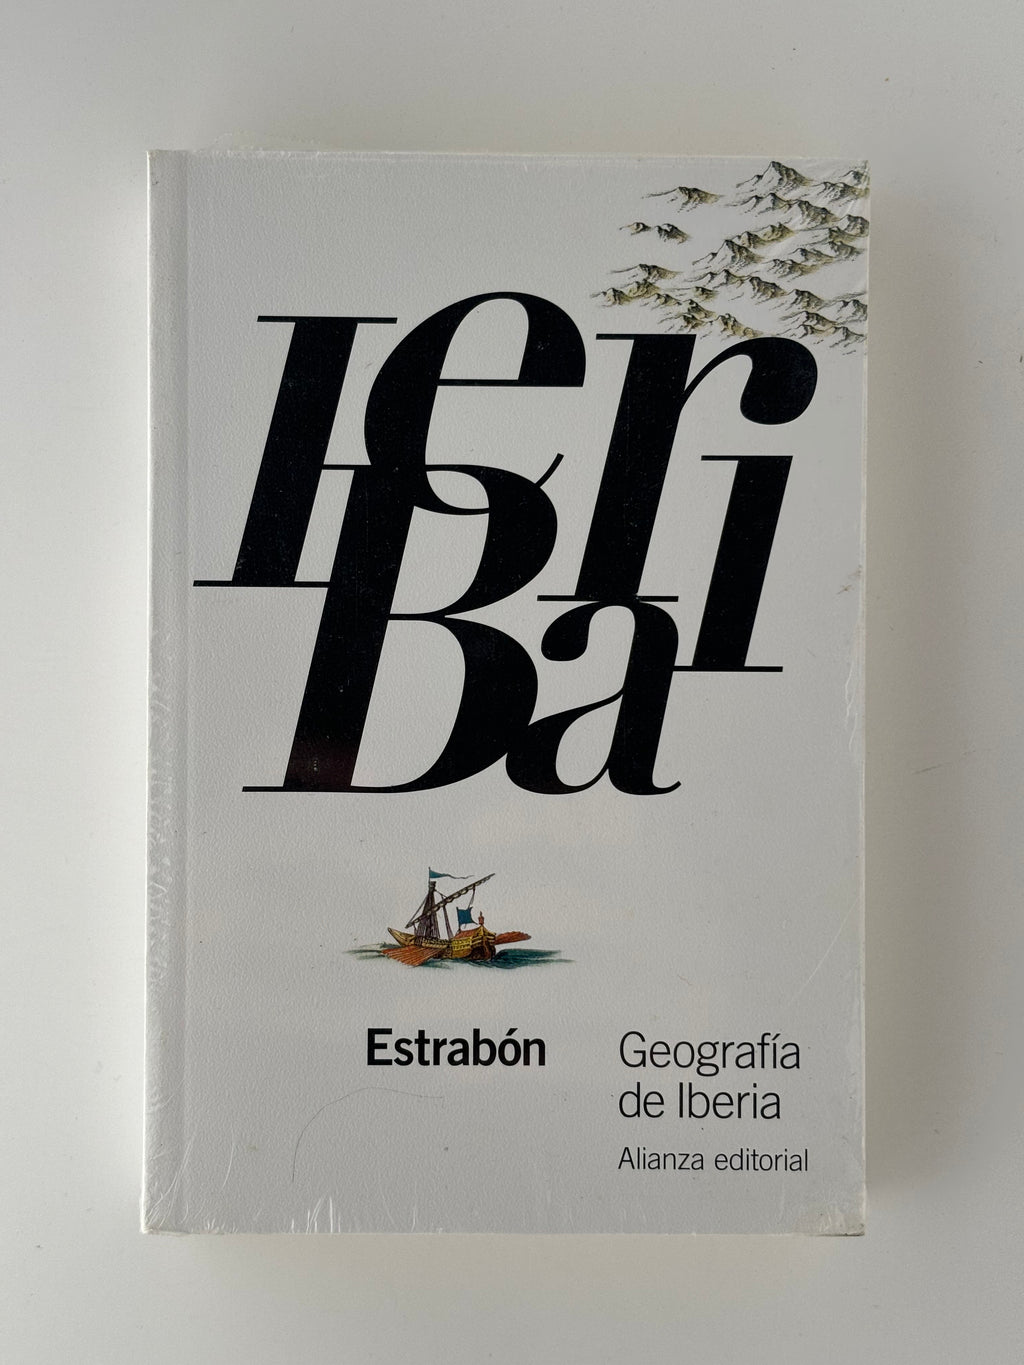 Ieri
Ba
Estrabón
Geografía
de Iberia
Alianza editorial